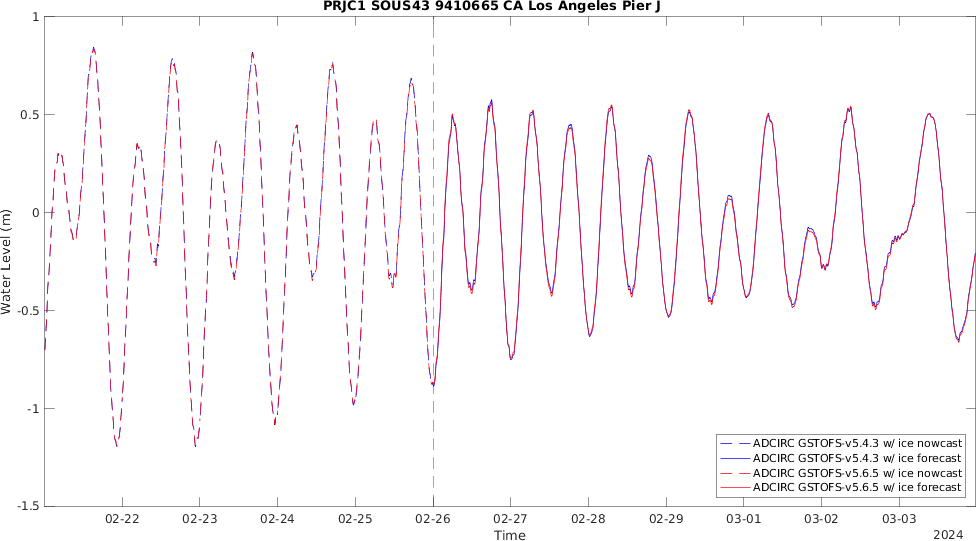 PRJC1 SOUS43 9410665 CA Los Angeles Pier J
1
0.5
0
-0.5
-1
-1.5
Water Level (m)
02-22 02-23 02-24 02-25 02-26 02-27 02-28 02-29 03-01 03-02 03-03
Time
2024
ADCIRC GSTOFS-v5.4.3 w/ ice nowcast
ADCIRC GSTOFS-v5.4.3 w/ ice forecast
ADCIRC GSTOFS-v5.6.5 w/ ice nowcast
ADCIRC GSTOFS-v5.6.5 w/ ice forecast